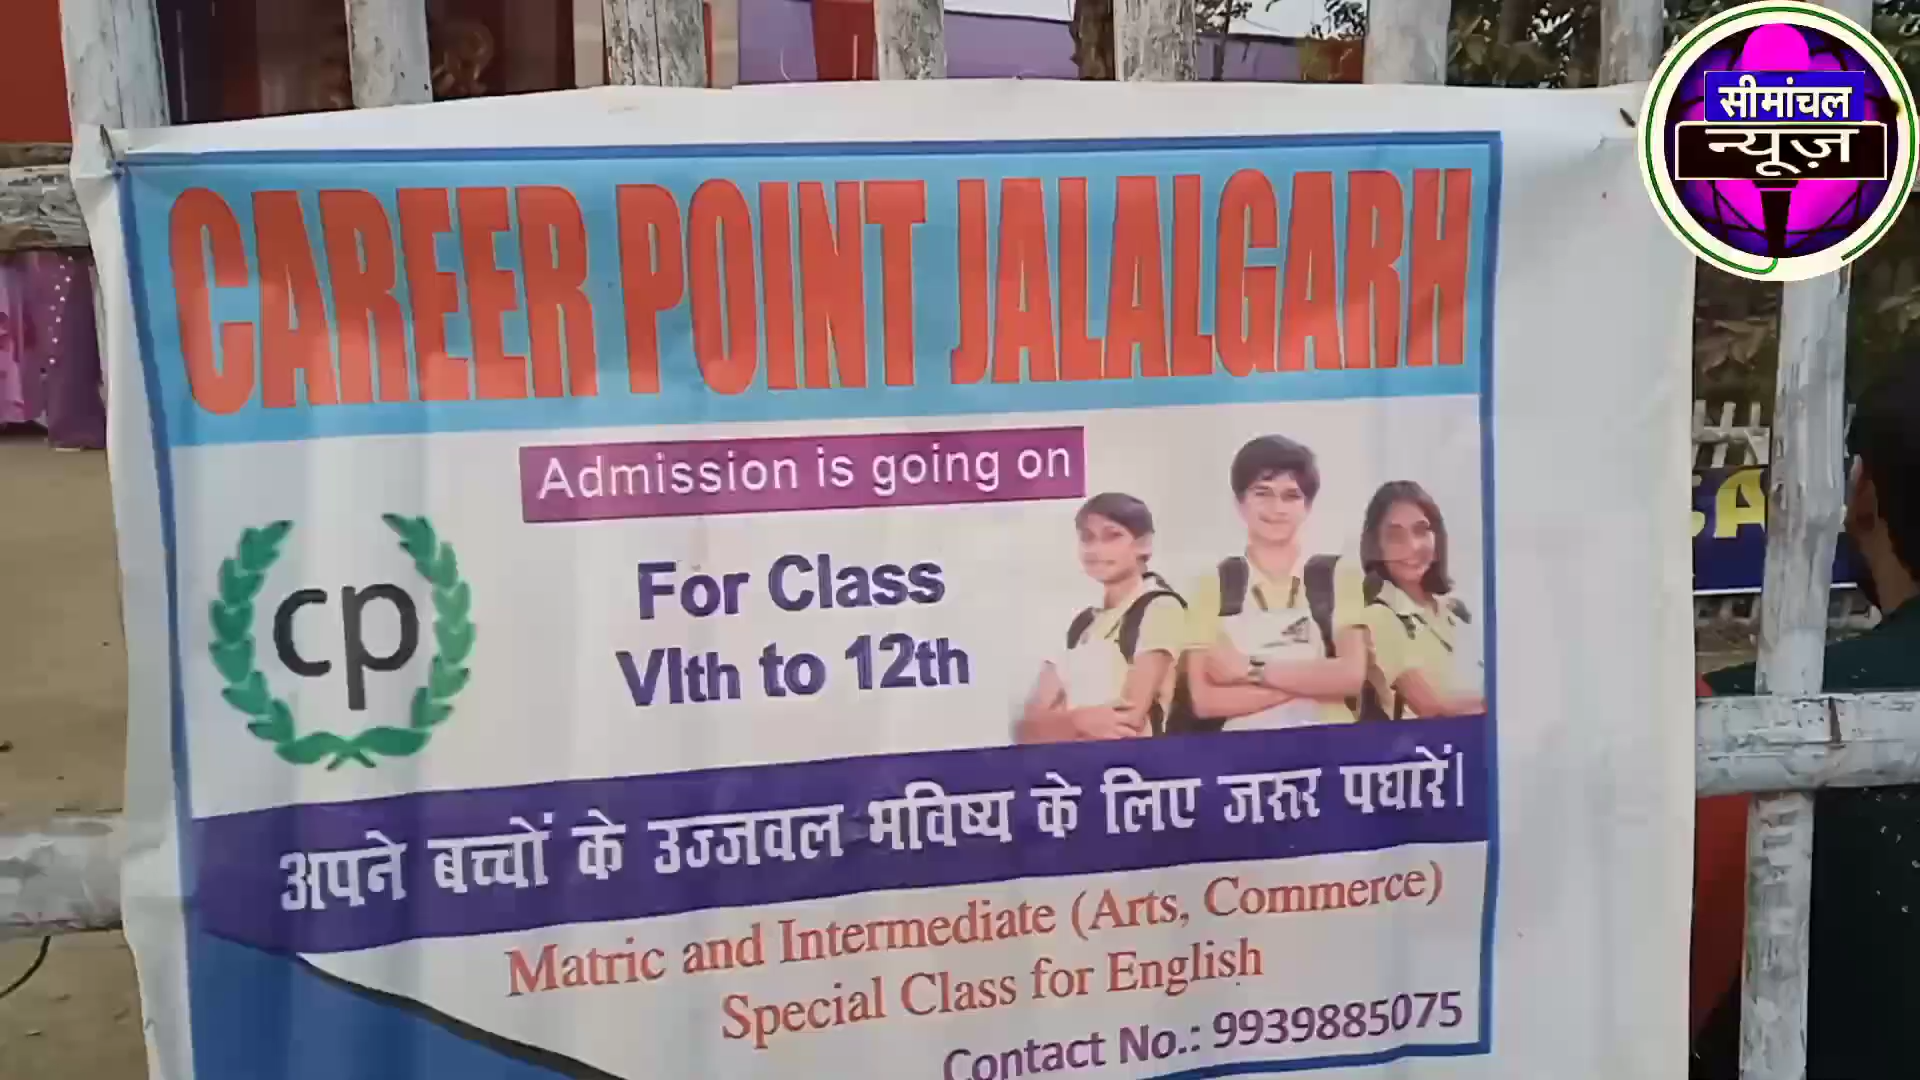 सीमांचल
न्यूज़
CAREER POINT JALALGARH
Admission is going on
cp
For Class
VIth to 12th
अपने बच्चों के उज्जवल भविष्य के लिए जरुर पधारें।
Matric and Intermediate (Arts, Commerce)
Special Class for English
Contact No.: 9939885075